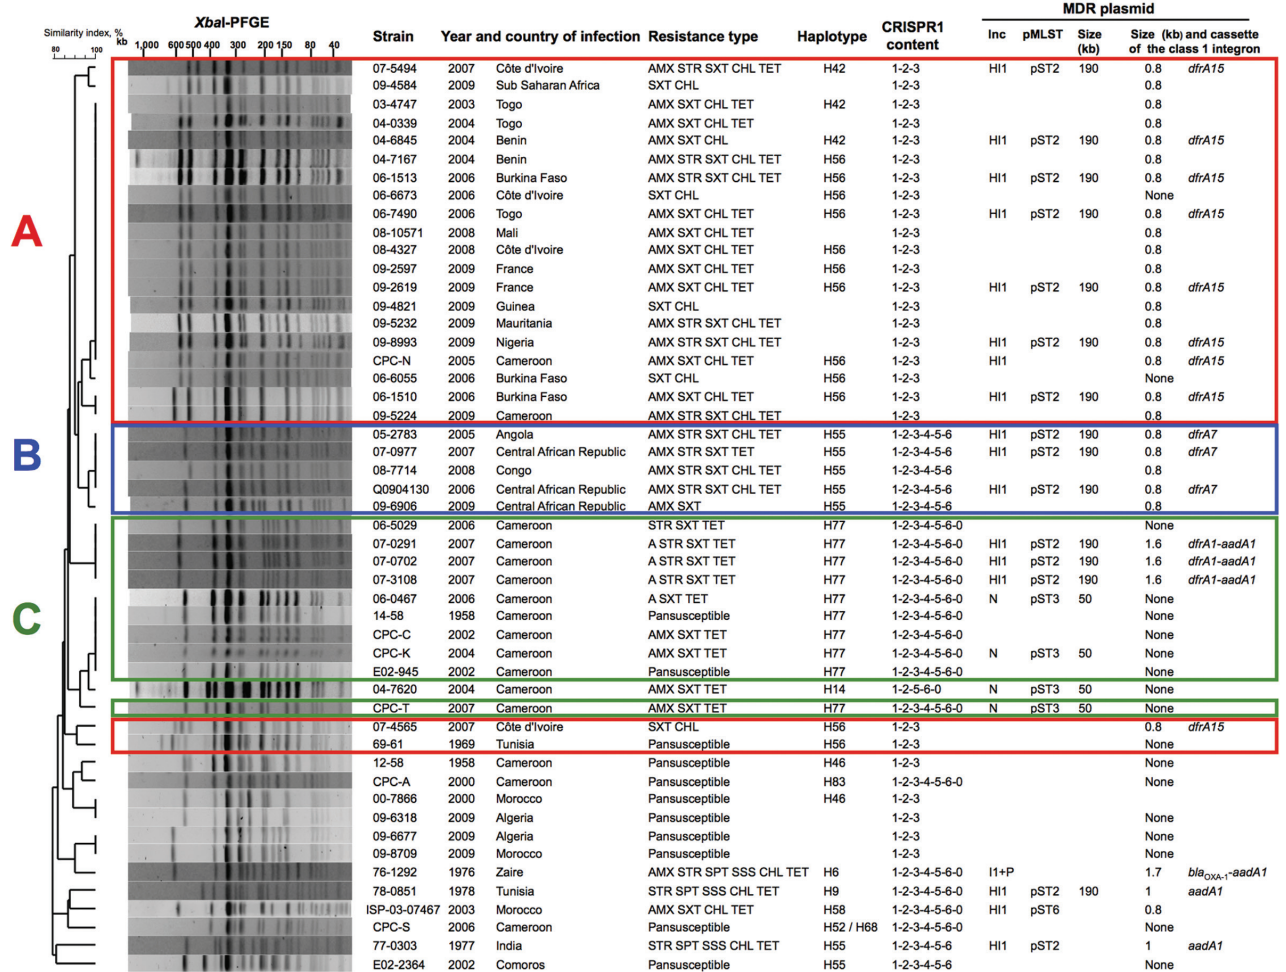 MDR plasmid
XbaI-PFGE
Similarity index, %
80 100
kb 1,000 600 500 400 300 200 150 80 40
Strain Year and country of infection Resistance type Haplotype CRISPR1 content Inc pMLST Size (kb) Size (kb) and cassette of the class 1 integron
A
07-5494 2007 Côte d'Ivoire AMX STR SXT CHL TET H42 1-2-3 HI1 pST2 190 0.8 dfrA15
09-4584 2009 Sub Saharan Africa SXT CHL 1-2-3 0.8
03-4747 2003 Togo AMX SXT CHL TET H42 1-2-3 0.8
04-0339 2004 Togo AMX SXT CHL TET 1-2-3 0.8
04-6845 2004 Benin AMX SXT CHL H42 1-2-3 HI1 pST2 190 0.8 dfrA15
04-7167 2004 Benin AMX STR SXT CHL TET H56 1-2-3 0.8
06-1513 2006 Burkina Faso AMX STR SXT CHL TET H56 1-2-3 HI1 pST2 190 0.8 dfrA15
06-6673 2006 Côte d'Ivoire SXT CHL H56 1-2-3 None
06-7490 2006 Togo AMX SXT CHL TET H56 1-2-3 HI1 pST2 190 0.8 dfrA15
08-10571 2008 Mali AMX SXT CHL TET 1-2-3 0.8
08-4327 2008 Côte d'Ivoire AMX SXT CHL TET H56 1-2-3 0.8
09-2597 2009 France AMX SXT CHL TET H56 1-2-3 0.8
09-2619 2009 France AMX SXT CHL TET H56 1-2-3 HI1 pST2 190 0.8 dfrA15
09-4821 2009 Guinea SXT CHL 1-2-3 0.8
09-5232 2009 Mauritania AMX STR SXT CHL TET 1-2-3 0.8
09-8993 2009 Nigeria AMX STR SXT CHL TET 1-2-3 HI1 pST2 190 0.8 dfrA15
CPC-N 2005 Cameroon AMX SXT CHL TET H56 1-2-3 HI1 0.8 dfrA15
06-6055 2006 Burkina Faso SXT CHL H56 1-2-3 None
06-1510 2006 Burkina Faso AMX SXT CHL TET H56 1-2-3 HI1 pST2 190 0.8 dfrA15
09-5224 2009 Cameroon AMX STR SXT CHL TET 1-2-3 0.8
B
05-2783 2005 Angola AMX STR SXT CHL TET H55 1-2-3-4-5-6 HI1 pST2 190 0.8 dfrA7
07-0977 2007 Central African Republic AMX STR SXT CHL TET H55 1-2-3-4-5-6 HI1 pST2 190 0.8 dfrA7
08-7714 2008 Congo AMX STR SXT CHL TET H55 1-2-3-4-5-6 0.8
Q0904130 2006 Central African Republic AMX STR SXT CHL TET H55 1-2-3-4-5-6 HI1 pST2 190 0.8 dfrA7
09-6906 2009 Central African Republic AMX SXT H55 1-2-3-4-5-6 0.8
C
06-5029 2006 Cameroon STR SXT TET H77 1-2-3-4-5-6-0 None
07-0291 2007 Cameroon A STR SXT TET H77 1-2-3-4-5-6-0 HI1 pST2 190 1.6 dfrA1-aadA1
07-0702 2007 Cameroon A STR SXT TET H77 1-2-3-4-5-6-0 HI1 pST2 190 1.6 dfrA1-aadA1
07-3108 2007 Cameroon A STR SXT TET H77 1-2-3-4-5-6-0 HI1 pST2 190 1.6 dfrA1-aadA1
06-0467 2006 Cameroon A SXT TET H77 1-2-3-4-5-6-0 N pST3 50 None
14-58 1958 Cameroon Pansusceptible H77 1-2-3-4-5-6-0 None
CPC-C 2002 Cameroon AMX SXT TET H77 1-2-3-4-5-6-0 None
CPC-K 2004 Cameroon AMX SXT TET H77 1-2-3-4-5-6-0 N pST3 50 None
E02-945 2002 Cameroon Pansusceptible H77 1-2-3-4-5-6-0 None
04-7620 2004 Cameroon AMX SXT TET H14 1-2-5-6-0 N pST3 50 None
CPC-T 2007 Cameroon AMX SXT TET H77 1-2-3-4-5-6-0 N pST3 50 None
07-4565 2007 Côte d'Ivoire SXT CHL H56 1-2-3 0.8 dfrA15
69-61 1969 Tunisia Pansusceptible H56 1-2-3 None
12-58 1958 Cameroon Pansusceptible H46 1-2-3 None
CPC-A 2000 Cameroon Pansusceptible H83 1-2-3-4-5-6-0 None
00-7866 2000 Morocco Pansusceptible H46 1-2-3
09-6318 2009 Algeria Pansusceptible 1-2-3 None
09-6677 2009 Algeria Pansusceptible 1-2-3 None
09-8709 2009 Morocco Pansusceptible 1-2-3 None
76-1292 1976 Zaire AMX STR SPT SSS CHL TET H6 1-2-3-4-5-6-0 I1+P 1.7 blaOXA-1-aadA1
78-0851 1978 Tunisia STR SPT SSS CHL TET H9 1-2-3-4-5-6-0 HI1 pST2 190 1 aadA1
ISP-03-07467 2003 Morocco AMX SXT CHL TET H58 1-2-3-4-5-6-0 HI1 pST6 0.8
CPC-S 2006 Cameroon Pansusceptible H52 / H68 1-2-3-4-5-6-0 None
77-0303 1977 India STR SPT SSS CHL TET H55 1-2-3-4-5-6 HI1 pST2 1 aadA1
E02-2364 2002 Comoros Pansusceptible H55 1-2-3-4-5-6 None